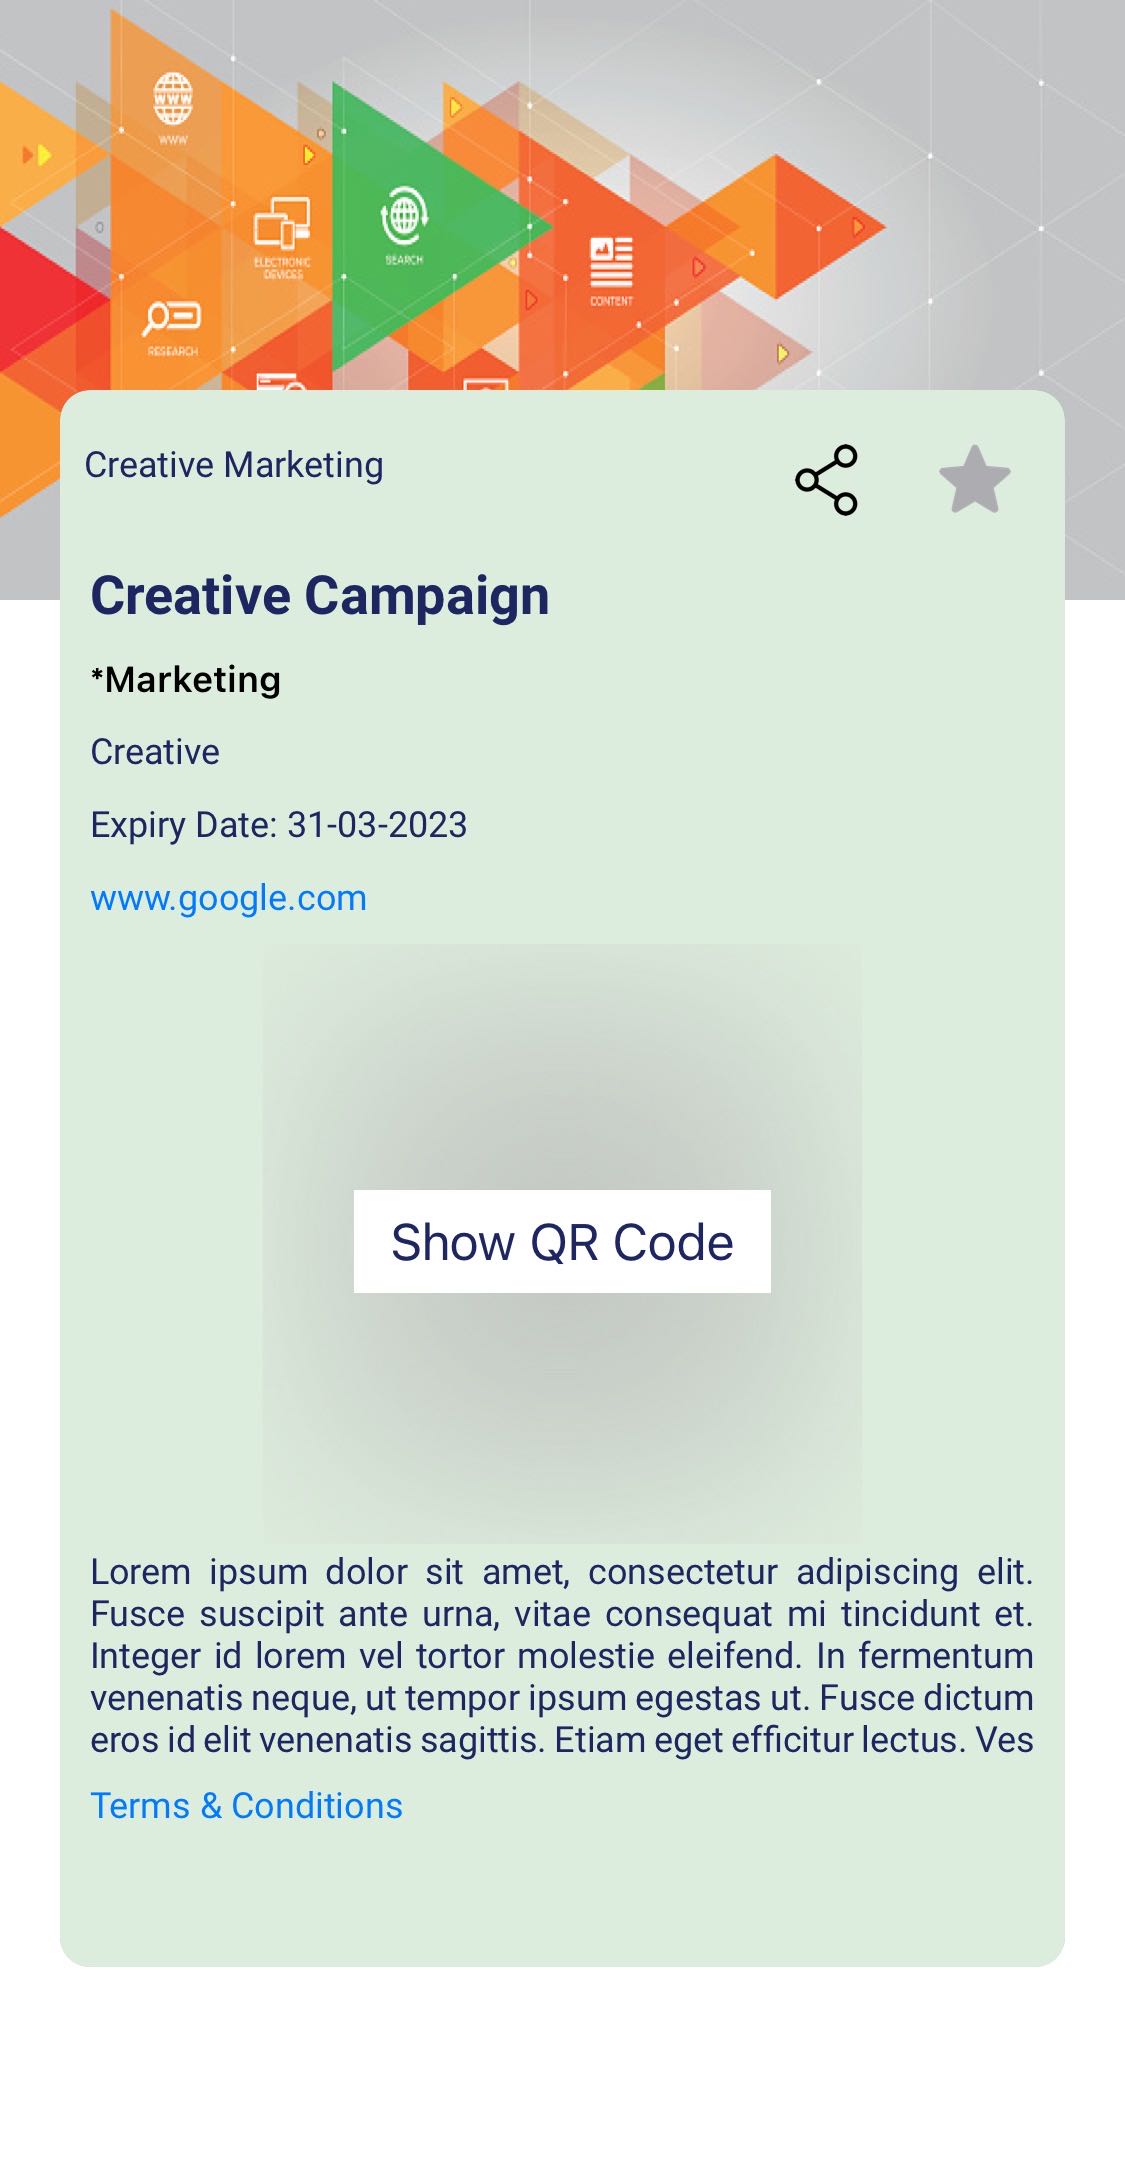 WWW
WWW
ELECTRONIC
DEVICES
SEARCH
CONTENT
RESEARCH
Creative Marketing
Creative Campaign
*Marketing
Creative
Expiry Date: 31-03-2023
www.google.com
Show QR Code
Lorem ipsum dolor sit amet, consectetur adipiscing elit.
Fusce suscipit ante urna, vitae consequat mi tincidunt et.
Integer id lorem vel tortor molestie eleifend. In fermentum
venenatis neque, ut tempor ipsum egestas ut. Fusce dictum
eros id elit venenatis sagittis. Etiam eget efficitur lectus. Ves
Terms & Conditions